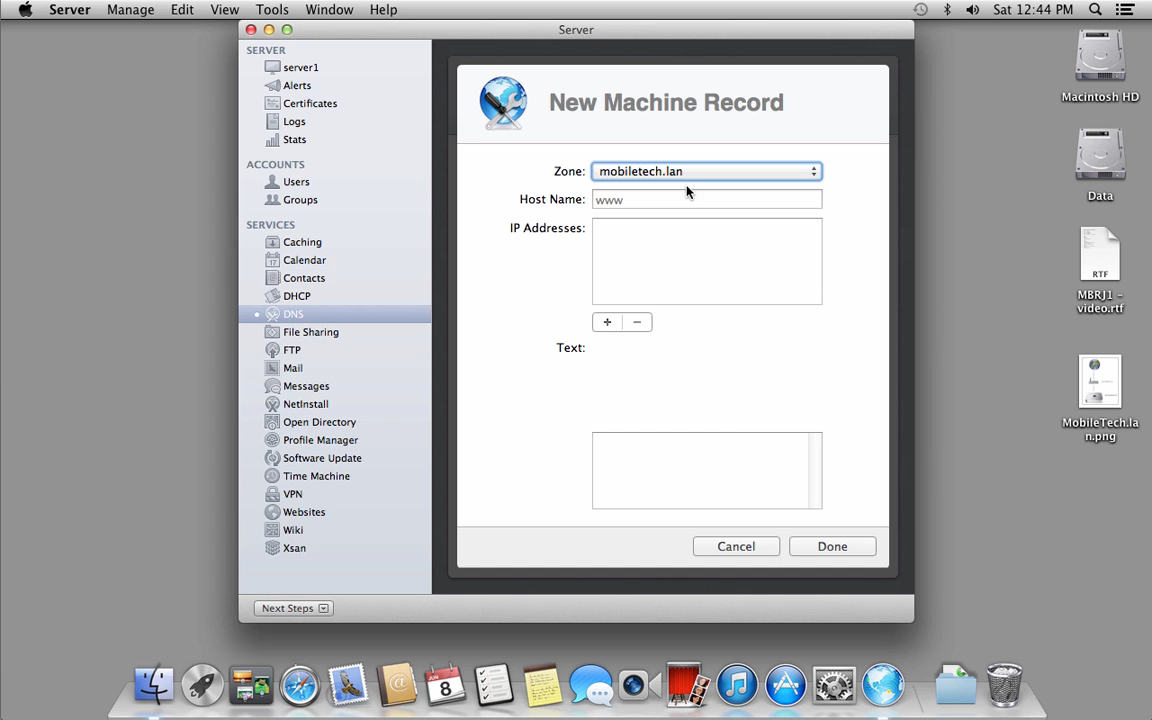 Server Manage Edit View Tools Window Help Sat 12:44 PM
Server
SERVER
server1
Alerts
Certificates
Logs
Stats
ACCOUNTS
Users
Groups
SERVICES
Caching
Calendar
Contacts
DHCP
DNS
File Sharing
FTP
Mail
Messages
NetInstall
Open Directory
Profile Manager
Software Update
Time Machine
VPN
Websites
Wiki
Xsan
Next Steps
New Machine Record
Zone: mobiletech.lan
Host Name: www
IP Addresses:
+ −
Text:
Cancel Done
Macintosh HD
Data
RTF
MBRJ1 –
video.rtf
MobileTech.la
n.png
17
8